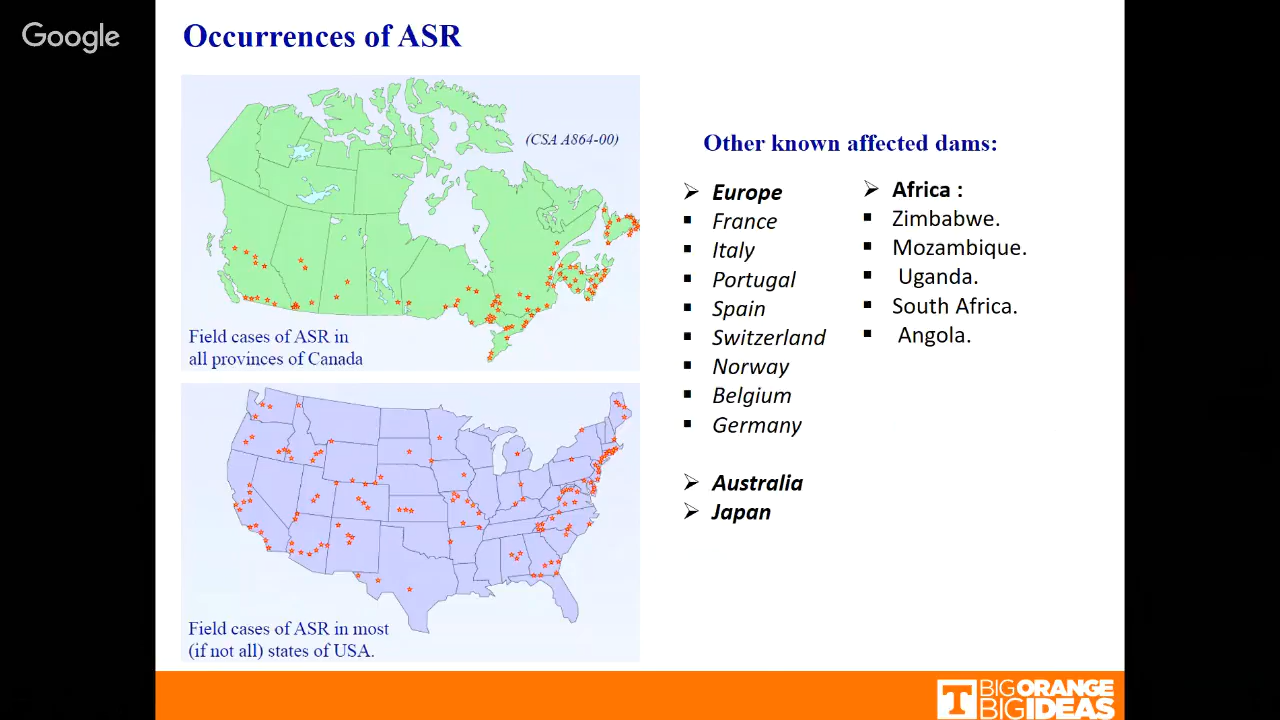 Google
Occurrences of ASR
(CSA A864-00)
Field cases of ASR in
all provinces of Canada
Field cases of ASR in most
(if not all) states of USA.
Other known affected dams:
Europe
France
Italy
Portugal
Spain
Switzerland
Norway
Belgium
Germany
Australia
Japan
Africa :
Zimbabwe.
Mozambique.
Uganda.
South Africa.
Angola.
T
BIG ORANGE
BIG IDEAS